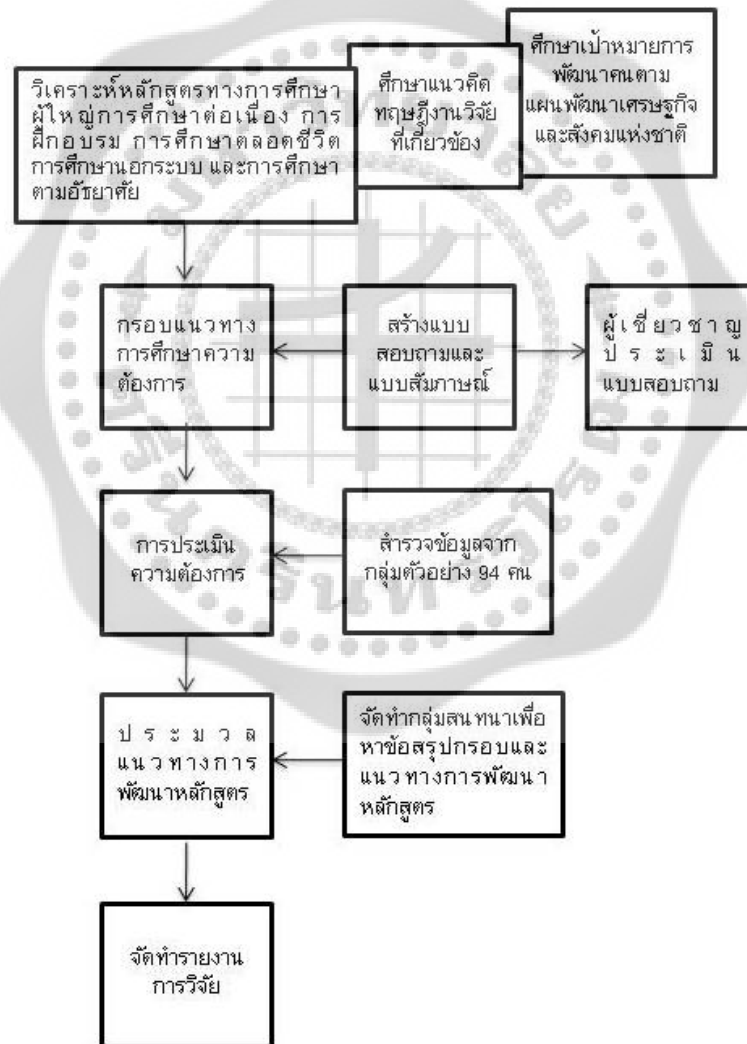 วิเคราะห์หลักสูตรทางการศึกษา
ผู้ใหญ่การศึกษาต่อเนื่อง การ
ฝึกอบรม การศึกษาตลอดชีวิต
การศึกษานอกระบบ และการศึกษา
ตามอัธยาศัย
ศึกษาแนวคิด
ทฤษฎีงานวิจัย
ที่เกี่ยวข้อง
ศึกษาเป้าหมายการ
พัฒนาคนตาม
แผนพัฒนาเศรษฐกิจ
และสังคมแห่งชาติ
กรอบแนวทาง
การศึกษาความ
ต้องการ
สร้างแบบ
สอบถามและ
แบบสัมภาษณ์
ผู้เชี่ยวชาญ
ประเมิน
แบบสอบถาม
การประเมิน
ความต้องการ
สำรวจข้อมูลจาก
กลุ่มตัวอย่าง 94 คน
ประมวล
แนวทางการ
พัฒนาหลักสูตร
จัดทำกลุ่มสนทนาเพื่อ
หาข้อสรุปกรอบและ
แนวทางการพัฒนา
หลักสูตร
จัดทำรายงาน
การวิจัย